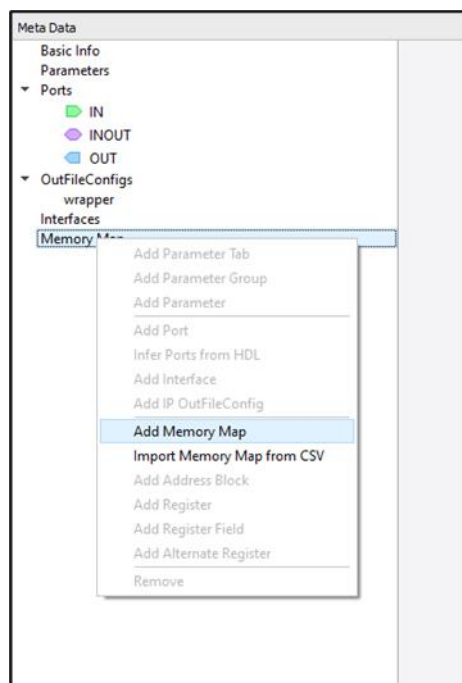 Meta Data
Basic Info
Parameters
Ports
IN
INOUT
OUT
OutFileConfigs
wrapper
Interfaces
Memory Map
Add Parameter Tab
Add Parameter Group
Add Parameter
Add Port
Infer Ports from HDL
Add Interface
Add IP OutFileConfig
Add Memory Map
Import Memory Map from CSV
Add Address Block
Add Register
Add Register Field
Add Alternate Register
Remove